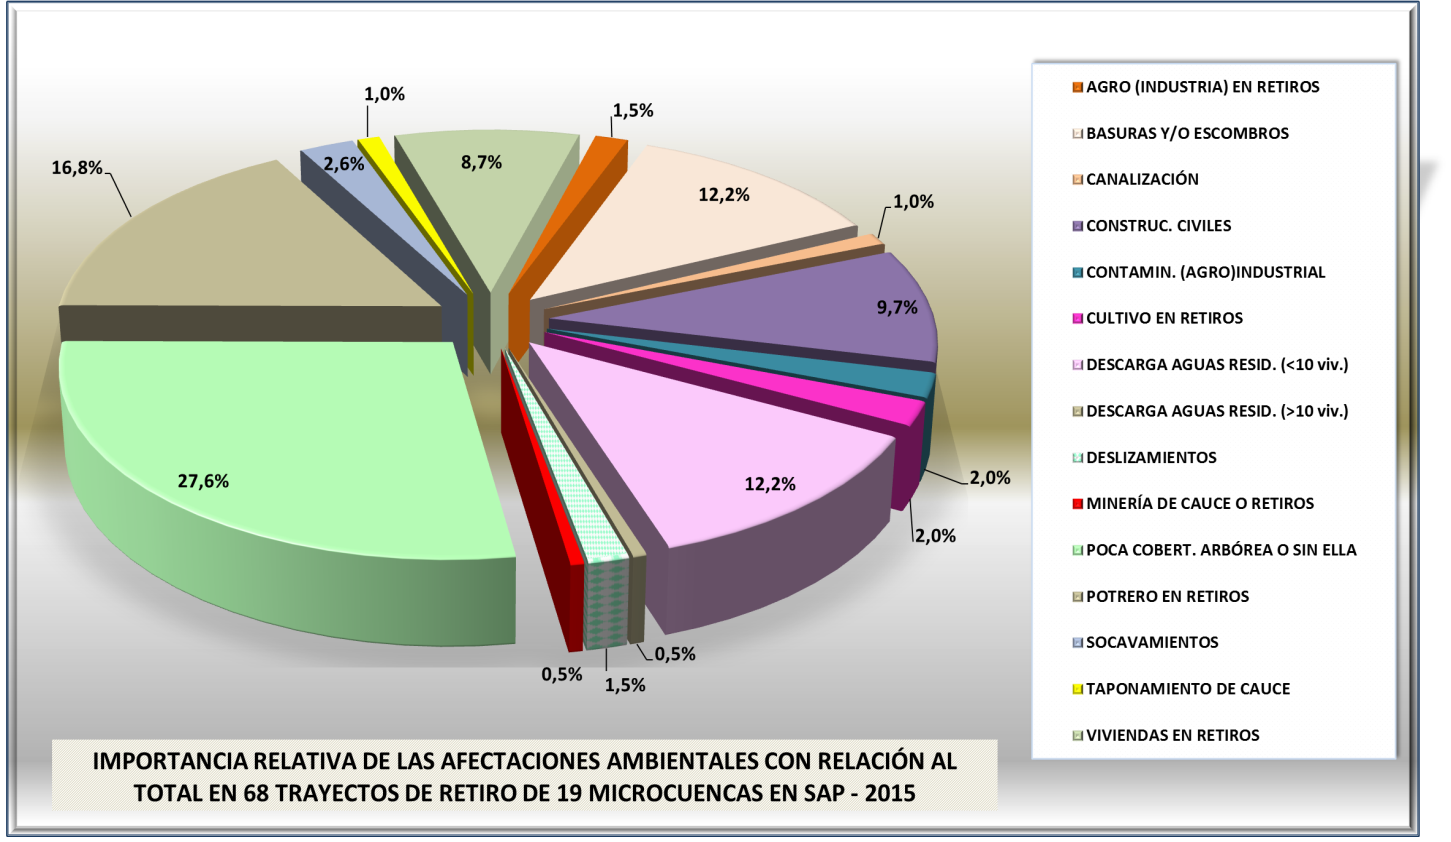 1,0%
1,5%
2,6%
8,7%
16,8%
12,2%
1,0%
9,7%
27,6%
12,2%
2,0%
2,0%
0,5%
0,5%
1,5%
AGRO (INDUSTRIA) EN RETIROS
BASURAS Y/O ESCOMBROS
CANALIZACIÓN
CONSTRUC. CIVILES
CONTAMIN. (AGRO)INDUSTRIAL
CULTIVO EN RETIROS
DESCARGA AGUAS RESID. (<10 viv.)
DESCARGA AGUAS RESID. (>10 viv.)
DESLIZAMIENTOS
MINERÍA DE CAUCE O RETIROS
POCA COBERT. ARBÓREA O SIN ELLA
POTRERO EN RETIROS
SOCAVAMIENTOS
TAPONAMIENTO DE CAUCE
VIVIENDAS EN RETIROS
IMPORTANCIA RELATIVA DE LAS AFECTACIONES AMBIENTALES CON RELACIÓN AL
TOTAL EN 68 TRAYECTOS DE RETIRO DE 19 MICROCUENCAS EN SAP - 2015